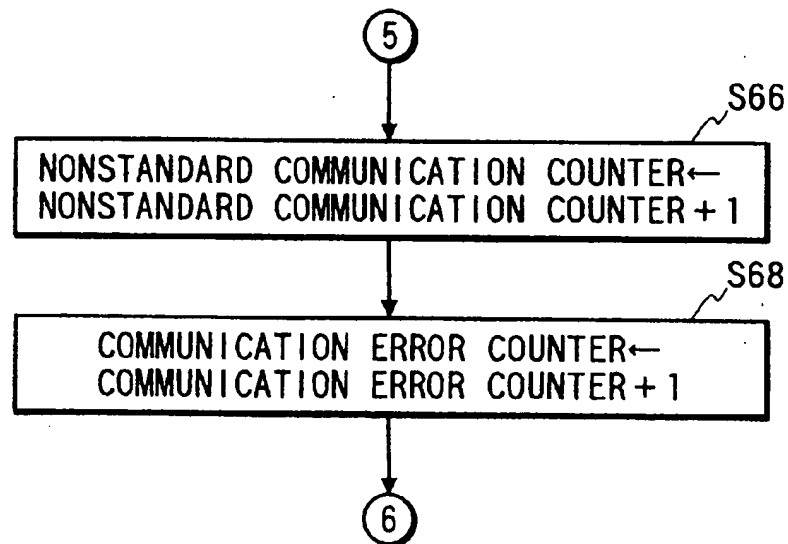 5
S66
NONSTANDARD COMMUNICATION COUNTER←
NONSTANDARD COMMUNICATION COUNTER+1
S68
COMMUNICATION ERROR COUNTER←
COMMUNICATION ERROR COUNTER+1
6